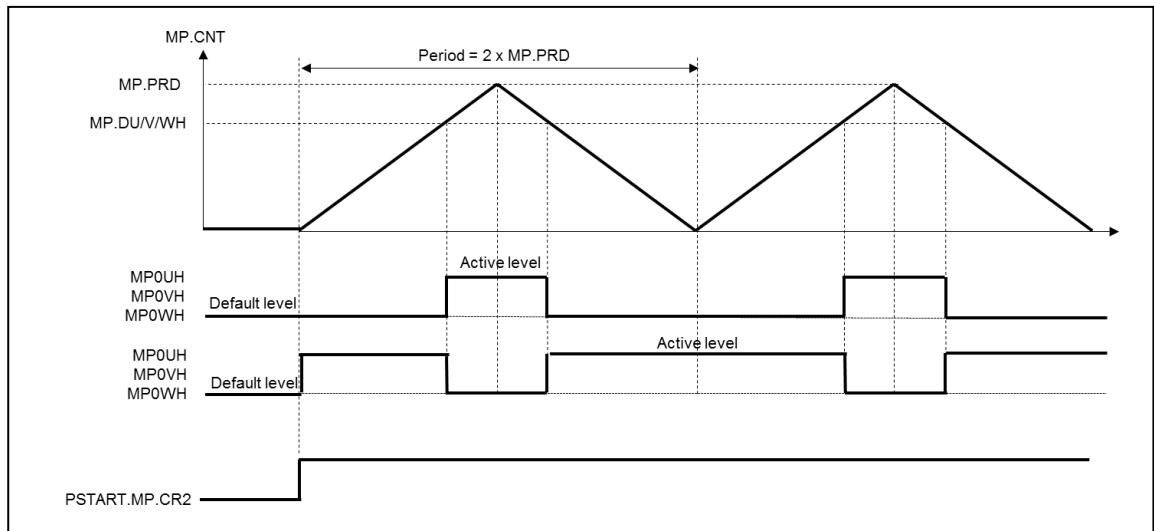 MP.CNT
Period = 2 x MP.PRD
MP.PRD
MP.DU/V/WH
Active level
MP0UH
MP0VH
MP0WH
Default level
Active level
MP0UH
MP0VH
MP0WH
Default level
PSTART.MP.CR2